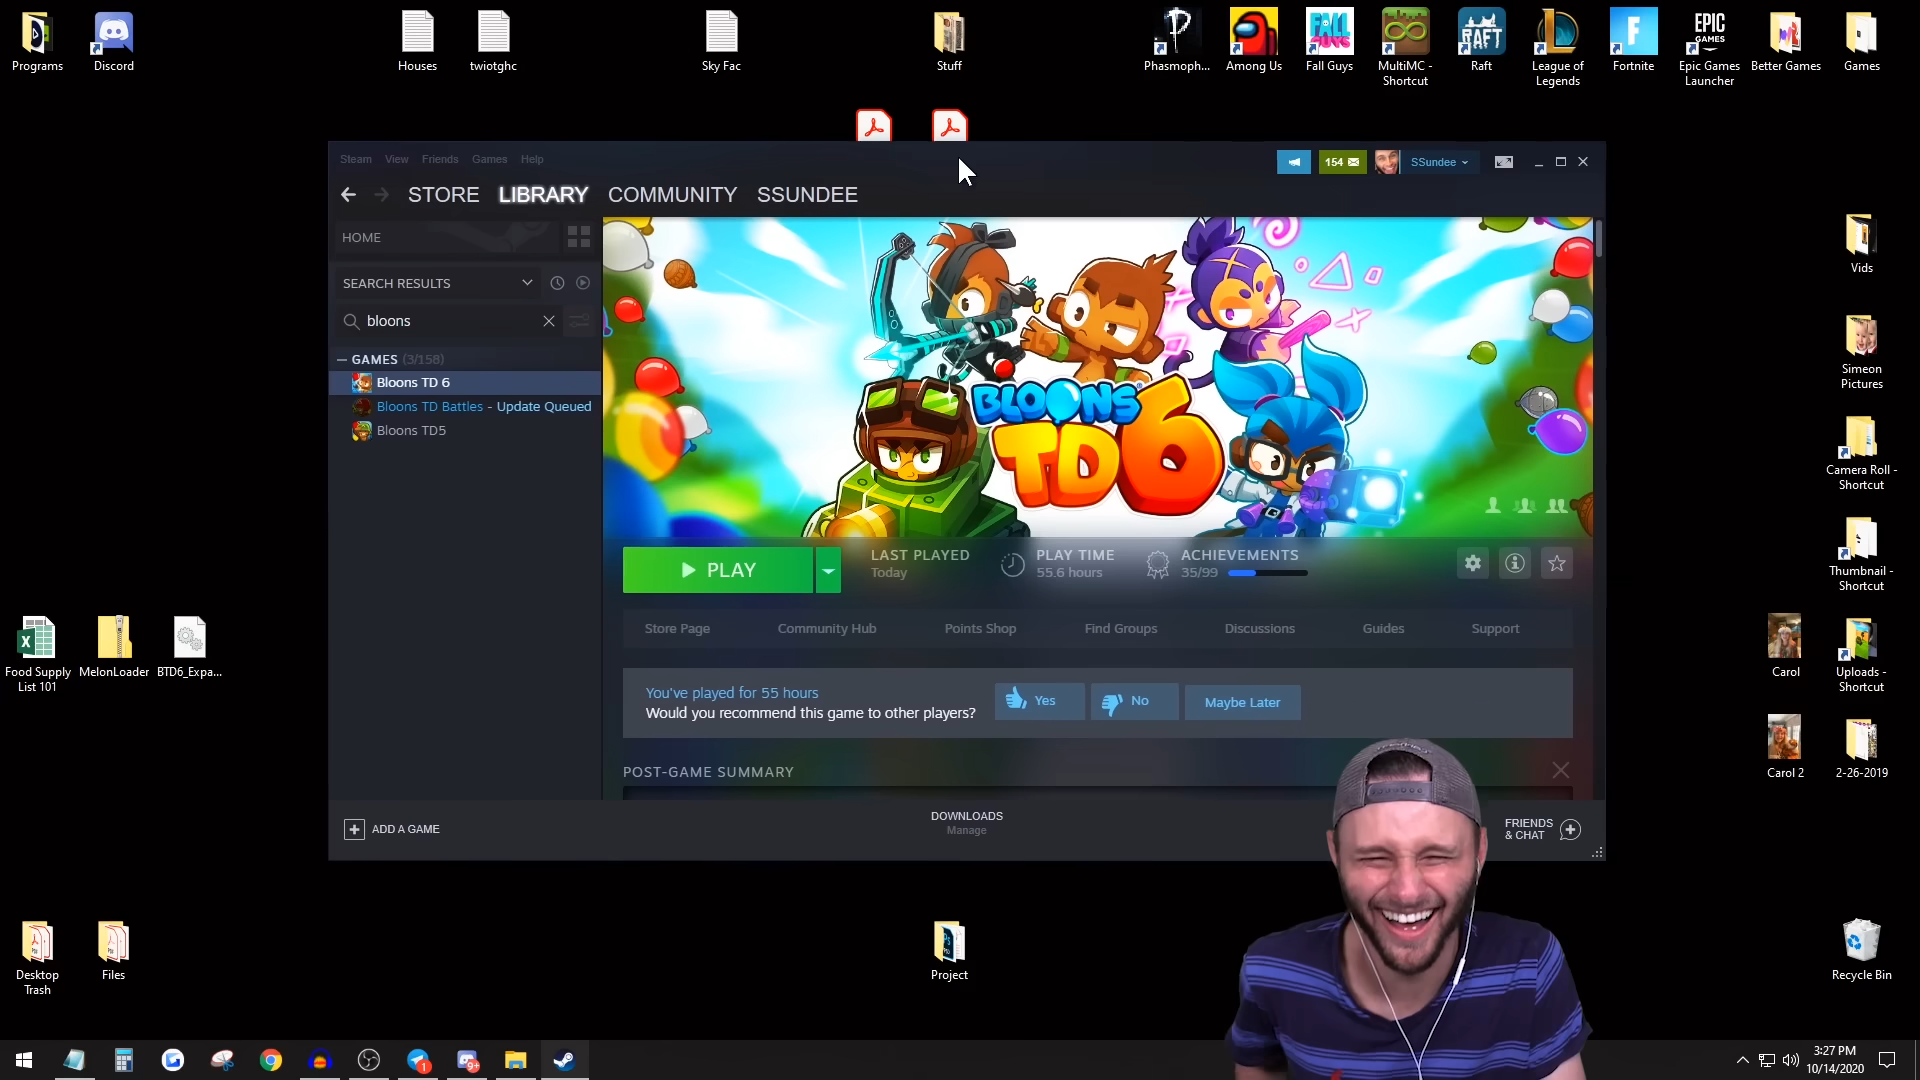 Programs
Discord
Houses
twiotghc
Sky Fac
Stuff
Phasmoph...
Among Us
FALL GUYS
Fall Guys
MultiMC -
Shortcut
RAFT
Raft
League of
Legends
Fortnite
EPIC
GAMES
Epic Games
Launcher
Better Games
Games
Steam View Friends Games Help
154
SSundee
STORE LIBRARY COMMUNITY SSUNDEE
HOME
SEARCH RESULTS
bloons
GAMES (3/158)
Bloons TD 6
Bloons TD Battles - Update Queued
Bloons TD5
BLOONS
TD6
PLAY
LAST PLAYED
Today
PLAY TIME
55.6 hours
ACHIEVEMENTS
35/99
Store Page Community Hub Points Shop Find Groups Discussions Guides Support
You've played for 55 hours
Would you recommend this game to other players?
Yes
No
Maybe Later
POST-GAME SUMMARY
ADD A GAME
DOWNLOADS
Manage
FRIENDS
& CHAT
Vids
Simeon
Pictures
Camera Roll -
Shortcut
Thumbnail -
Shortcut
Food Supply
List 101
MelonLoader
BTD6_Expa...
Carol
Uploads -
Shortcut
Carol 2
2-26-2019
Desktop
Trash
Files
Project
Recycle Bin
1
9+
3:27 PM
10/14/2020